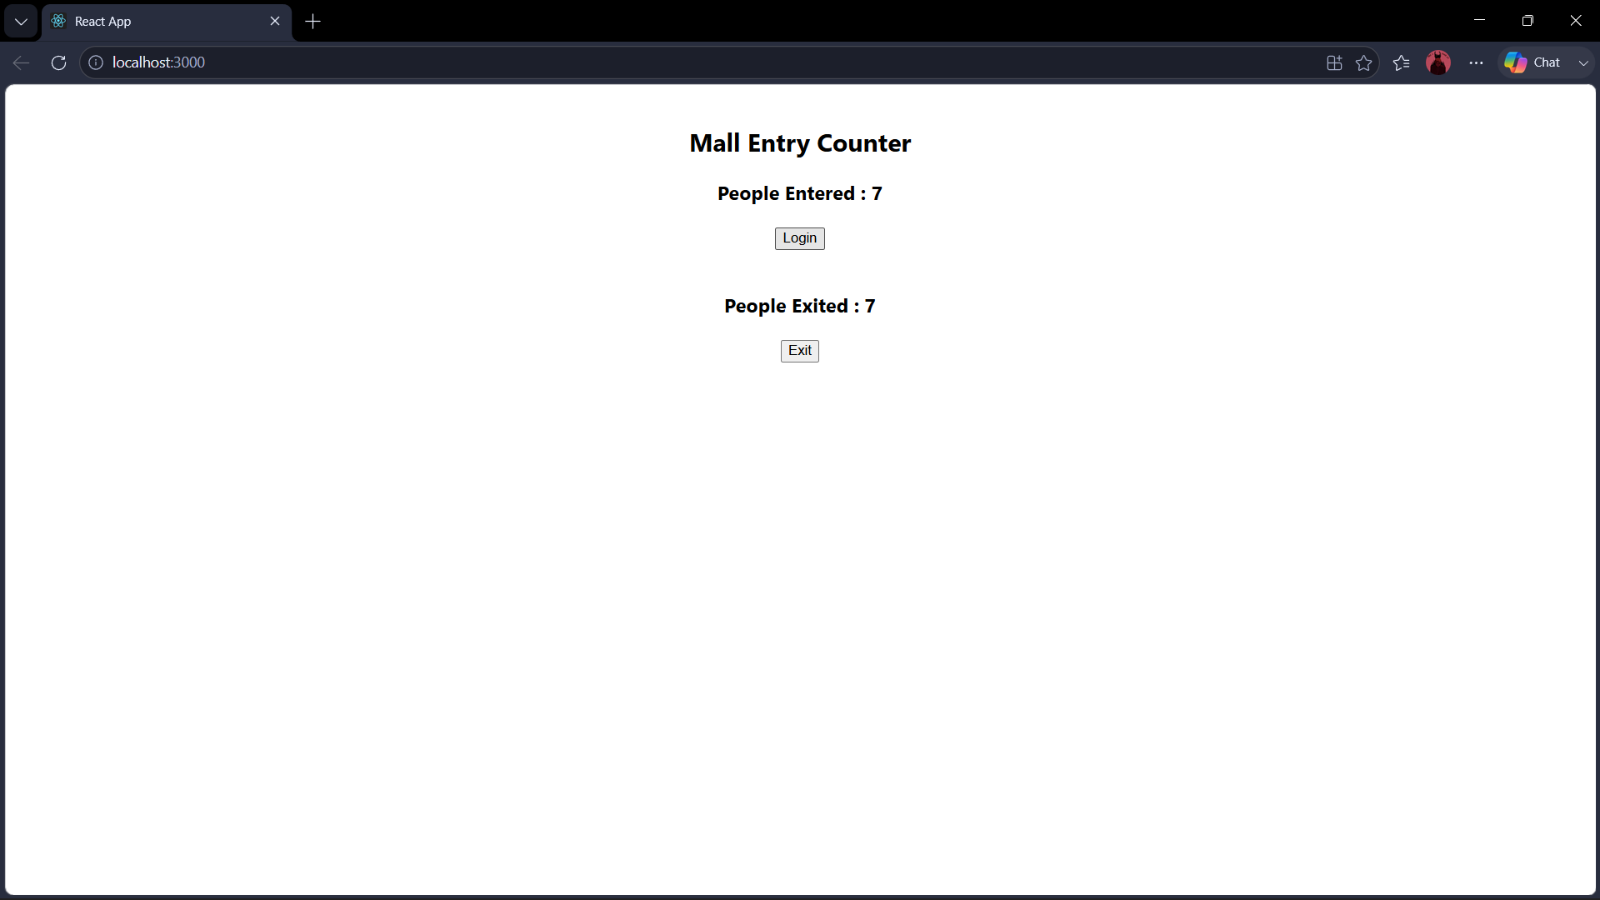 React App
localhost:3000
Chat
Mall Entry Counter
People Entered : 7
Login
People Exited : 7
Exit